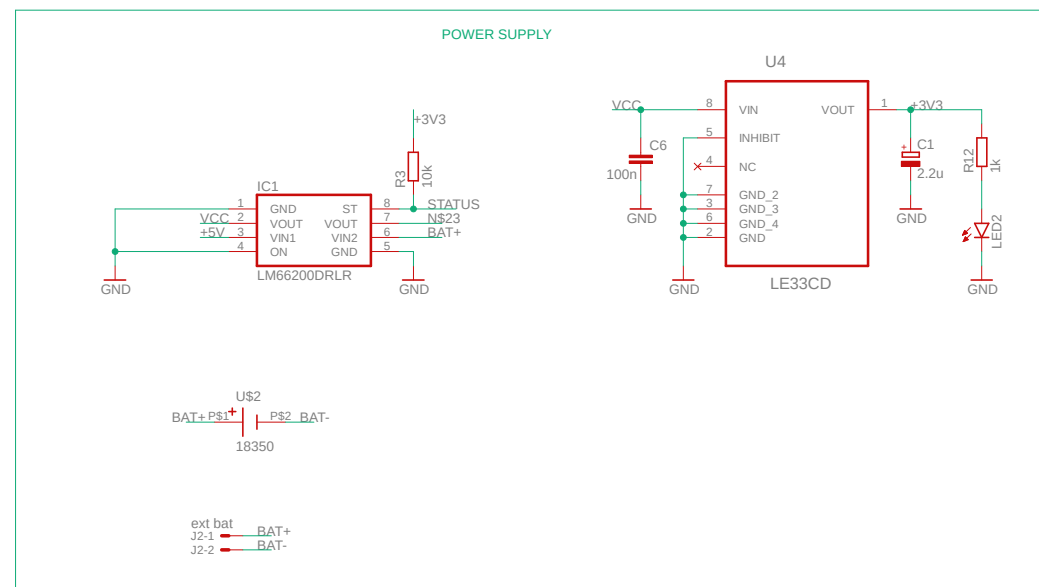 POWER SUPPLY
+3V3
R3
10k
IC1
1 GND ST 8 STATUS
VCC 2 VOUT VOUT 7 N$23
+5V 3 VIN1 VIN2 6 BAT+
4 ON GND 5
LM66200DRLR
GND
GND
U4
VCC 8 VIN VOUT 1 +3V3
5 INHIBIT
4 NC
7 GND_2
3 GND_3
6 GND_4
2 GND
C6
100n
GND
GND
LE33CD
+ C1
2.2u
GND
R12
1k
LED2
GND
U$2
BAT+ P$1 + P$2 BAT-
18350
ext bat
J2-1 BAT+
J2-2 BAT-